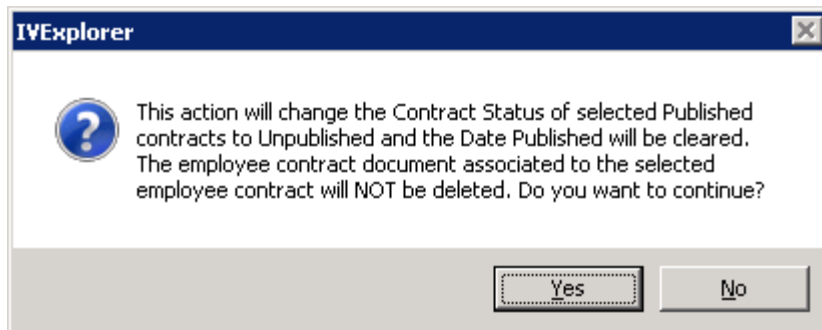 IVExplorer
This action will change the Contract Status of selected Published
contracts to Unpublished and the Date Published will be cleared.
The employee contract document associated to the selected
employee contract will NOT be deleted. Do you want to continue?
Yes
No